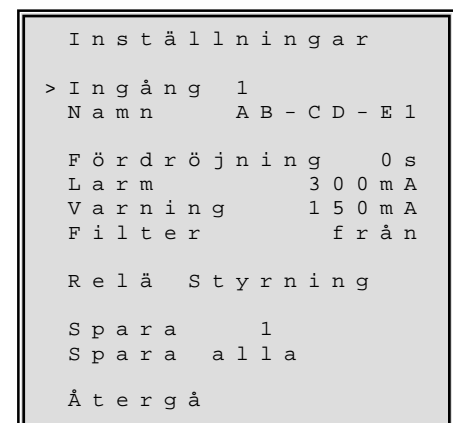 Inställningar
> Ingång 1
Namn AB-CD-E1
Fördröjning 0s
Larm 300mA
Varning 150mA
Filter från
Relä Styrning
Spara 1
Spara alla
Återgå